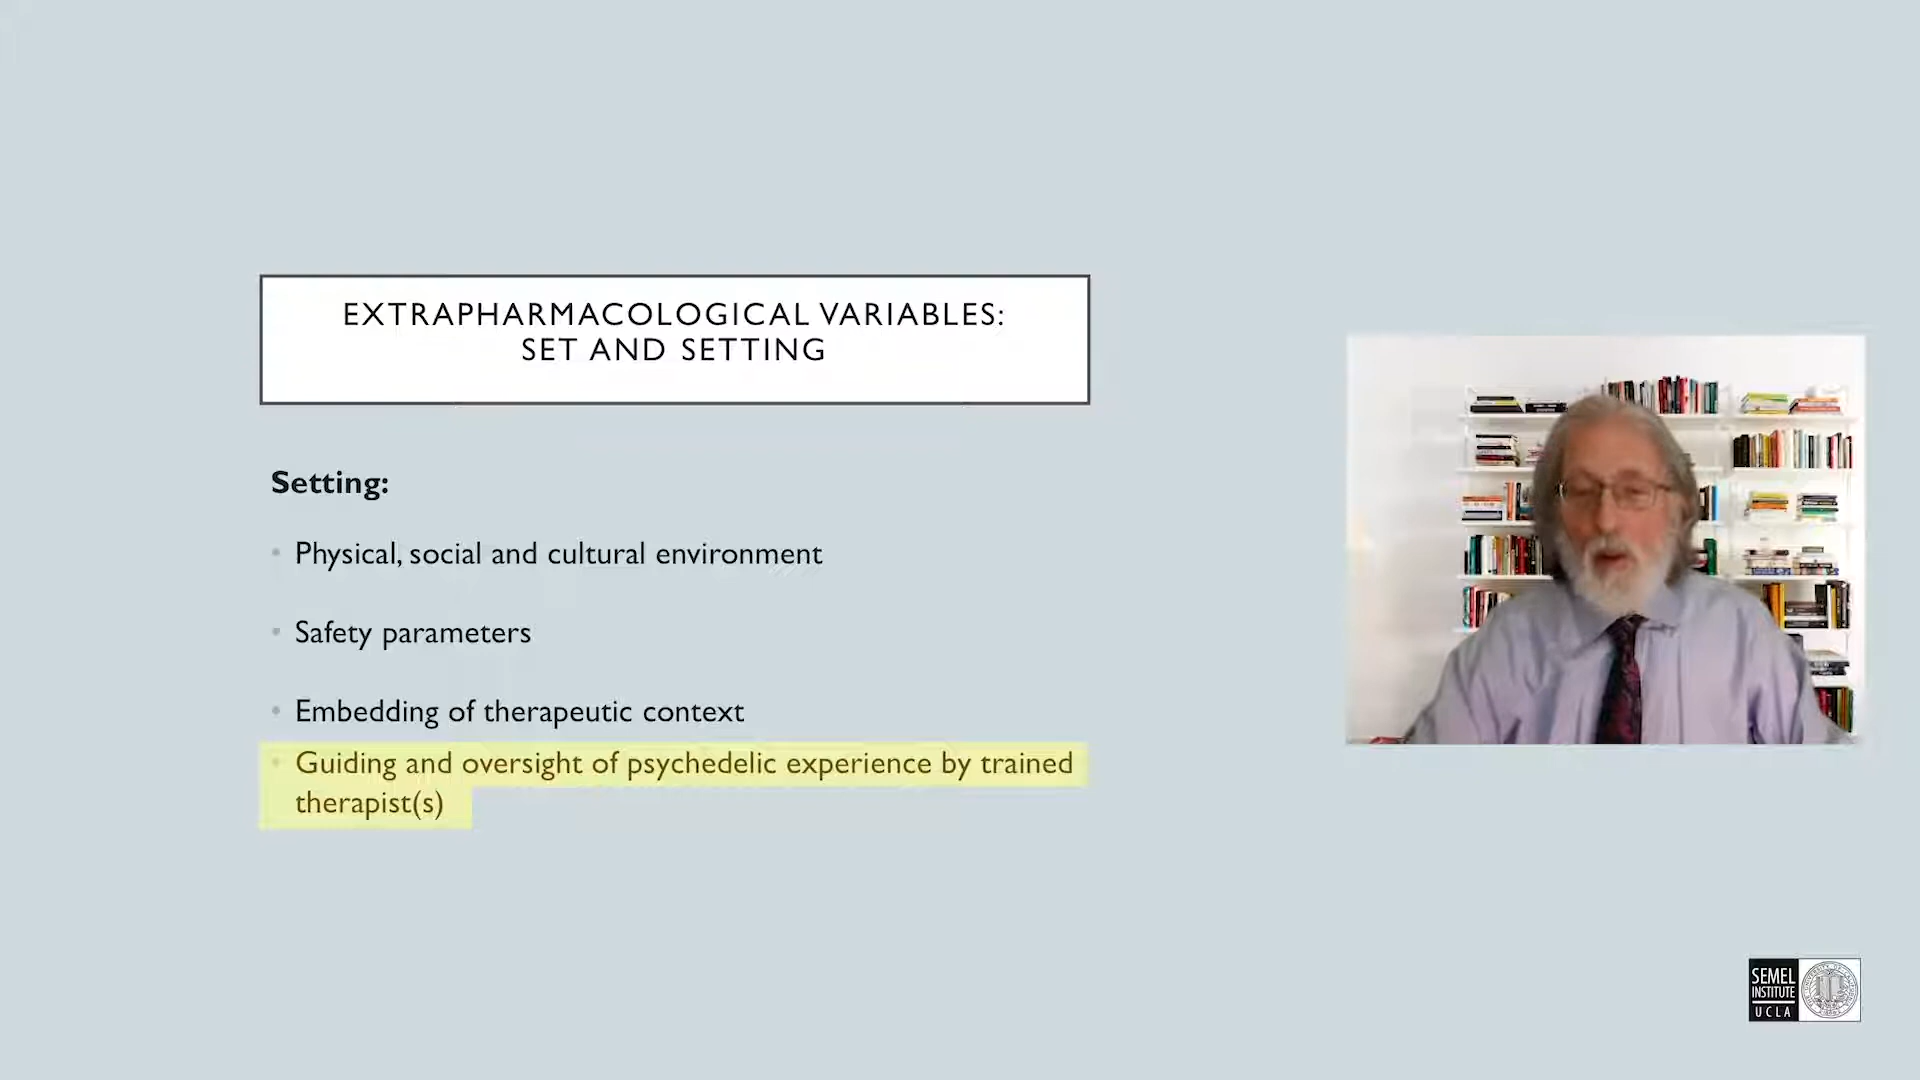 EXTRAPHARMACOLOGICAL VARIABLES:
SET AND SETTING
Setting:
• Physical, social and cultural environment
• Safety parameters
• Embedding of therapeutic context
• Guiding and oversight of psychedelic experience by trained
therapist(s)
SEMEL
INSTITUTE
UCLA